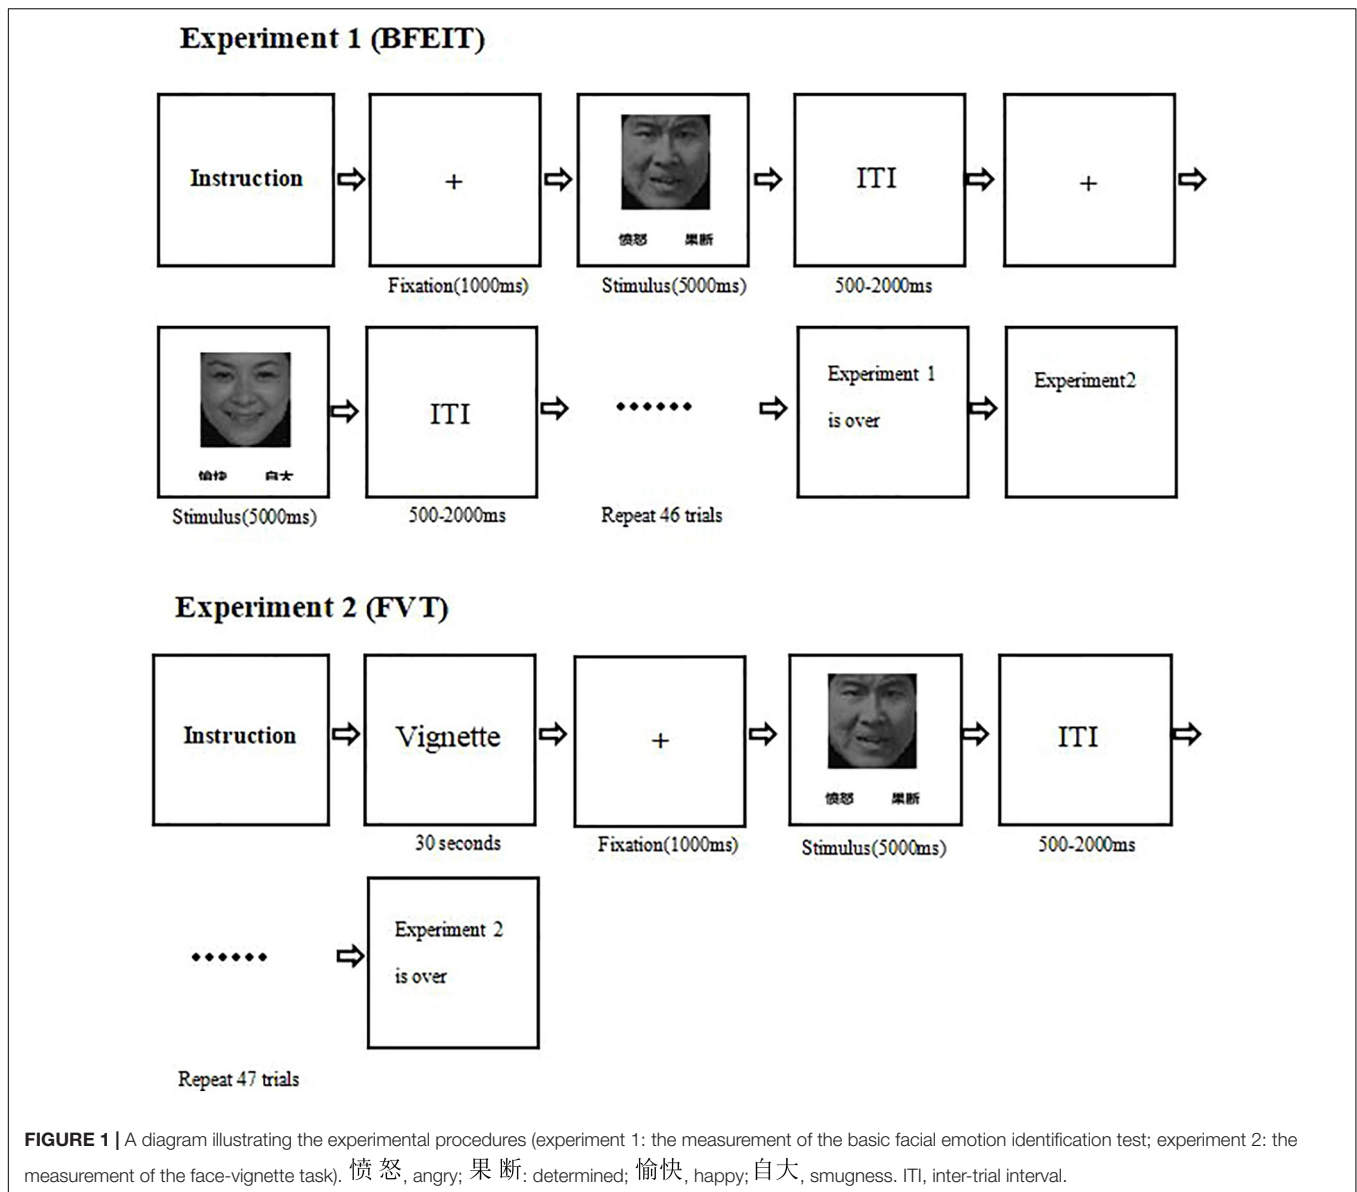 Experiment 1 (BFEIT)
Instruction
+
愤怒 果断
ITI
+
Fixation(1000ms)
Stimulus(5000ms)
500-2000ms
愉快 自大
ITI
Experiment 1
is over
Experiment2
Stimulus(5000ms)
500-2000ms
Repeat 46 trials
Experiment 2 (FVT)
Instruction
Vignette
+
愤怒 果断
ITI
30 seconds
Fixation(1000ms)
Stimulus(5000ms)
500-2000ms
......
Experiment 2
is over
Repeat 47 trials
FIGURE 1 | A diagram illustrating the experimental procedures (experiment 1: the measurement of the basic facial emotion identification test; experiment 2: the
measurement of the face-vignette task). 愤 怒, angry; 果 断: determined; 愉快, happy; 自大, smugness. ITI, inter-trial interval.